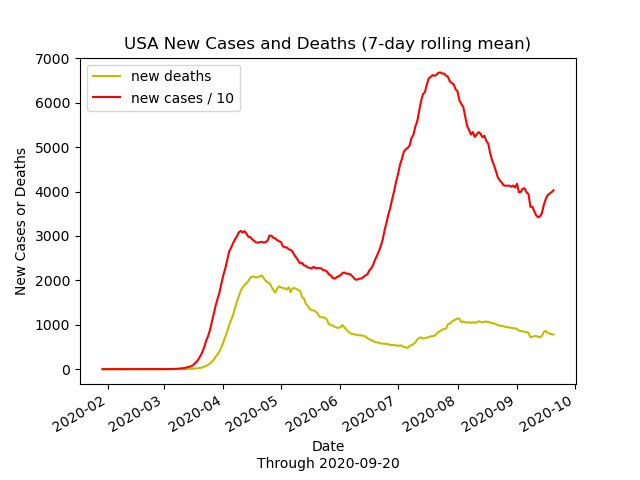 USA New Cases and Deaths (7-day rolling mean)
new deaths
new cases / 10
7000
6000
5000
4000
3000
2000
1000
0
New Cases or Deaths
2020-02
2020-03
2020-04
2020-05
2020-06
2020-07
2020-08
2020-09
2020-10
Date
Through 2020-09-20